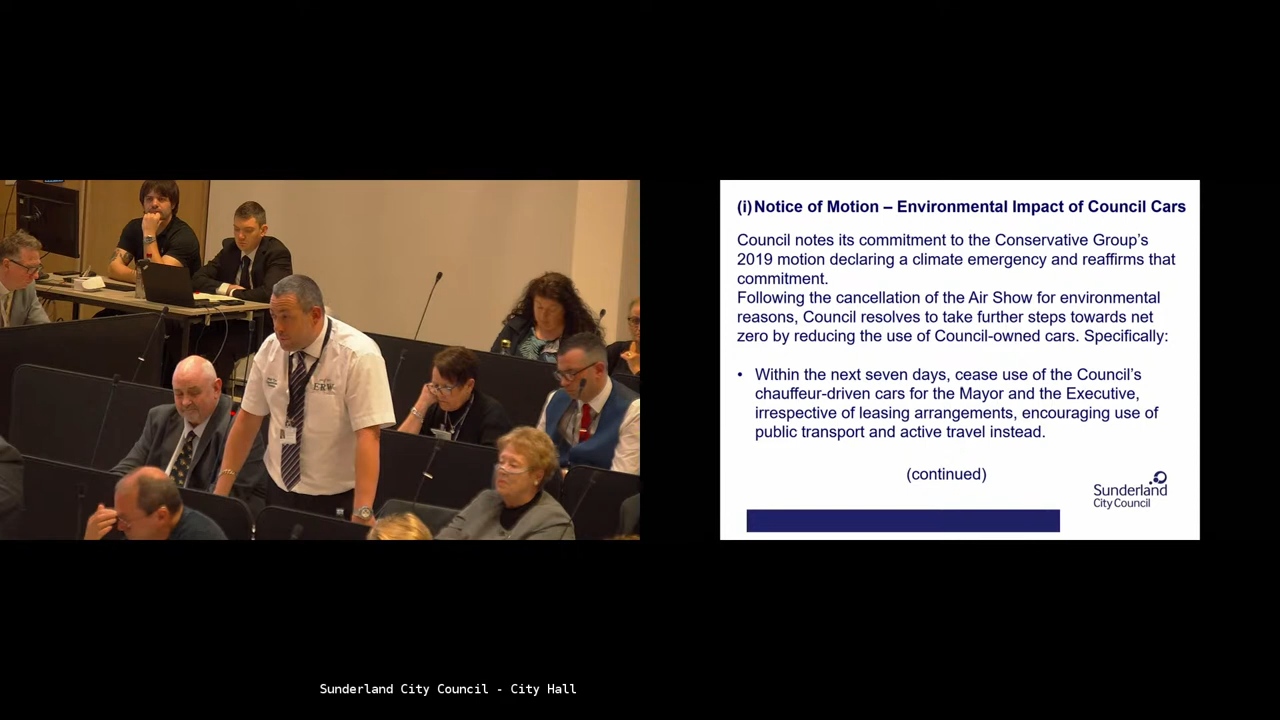 (i) Notice of Motion – Environmental Impact of Council Cars
Council notes its commitment to the Conservative Group's
2019 motion declaring a climate emergency and reaffirms that
commitment.
Following the cancellation of the Air Show for environmental
reasons, Council resolves to take further steps towards net
zero by reducing the use of Council-owned cars. Specifically:
• Within the next seven days, cease use of the Council's
chauffeur-driven cars for the Mayor and the Executive,
irrespective of leasing arrangements, encouraging use of
public transport and active travel instead.
(continued)
Sunderland
City Council
ERW
Sunderland City Council - City Hall